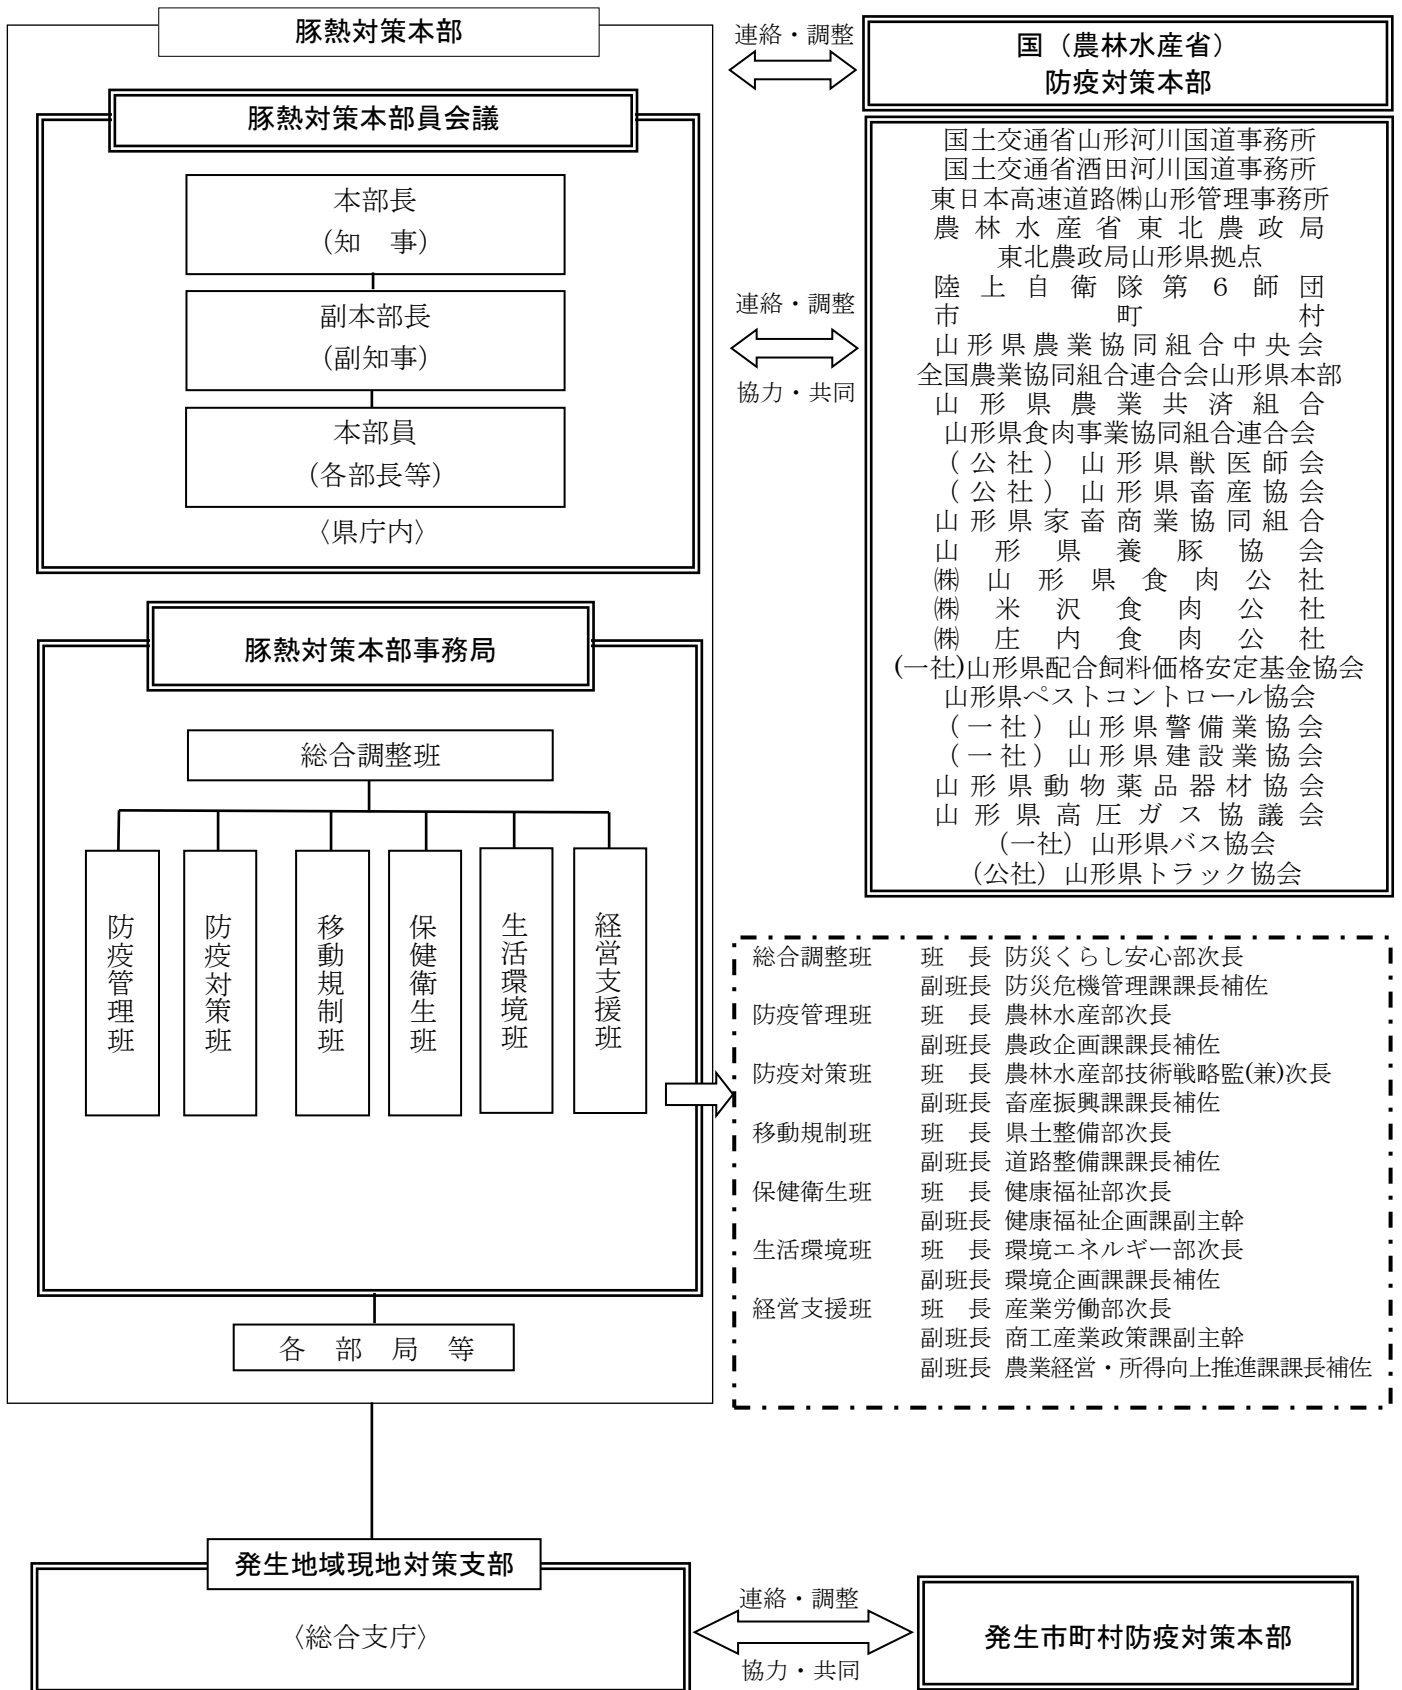 豚熱対策本部
豚熱対策本部員会議
本部長
(知　事)
副本部長
(副知事)
本部員
(各部長等)
〈県庁内〉
豚熱対策本部事務局
総合調整班
防疫管理班
防疫対策班
移動規制班
保健衛生班
生活環境班
経営支援班
各　部　局　等
連絡・調整
国（農林水産省）
防疫対策本部
連絡・調整
協力・共同
国土交通省山形河川国道事務所
国土交通省酒田河川国道事務所
東日本高速道路㈱山形管理事務所
農林水産省東北農政局
東北農政局山形県拠点
陸上自衛隊第６師団
市町村
山形県農業協同組合中央会
全国農業協同組合連合会山形県本部
山形県農業共済組合
山形県食肉事業協同組合連合会
（公社）山形県獣医師会
（公社）山形県畜産協会
山形県家畜商業協同組合
山形県養豚協会
㈱山形県食肉公社
㈱米沢食肉公社
㈱庄内食肉公社
(一社)山形県配合飼料価格安定基金協会
山形県ペストコントロール協会
（一社）山形県警備業協会
（一社）山形県建設業協会
山形県動物薬品器材協会
山形県高圧ガス協議会
（一社）山形県バス協会
（公社）山形県トラック協会
総合調整班　班　長 防災くらし安心部次長
副班長 防災危機管理課課長補佐
防疫管理班　班　長 農林水産部次長
副班長 農政企画課課長補佐
防疫対策班　班　長 農林水産部技術戦略監(兼)次長
副班長 畜産振興課課長補佐
移動規制班　班　長 県土整備部次長
副班長 道路整備課課長補佐
保健衛生班　班　長 健康福祉部次長
副班長 健康福祉企画課副主幹
生活環境班　班　長 環境エネルギー部次長
副班長 環境企画課課長補佐
経営支援班　班　長 産業労働部次長
副班長 商工産業政策課副主幹
副班長 農業経営・所得向上推進課課長補佐
発生地域現地対策支部
〈総合支庁〉
連絡・調整
協力・共同
発生市町村防疫対策本部